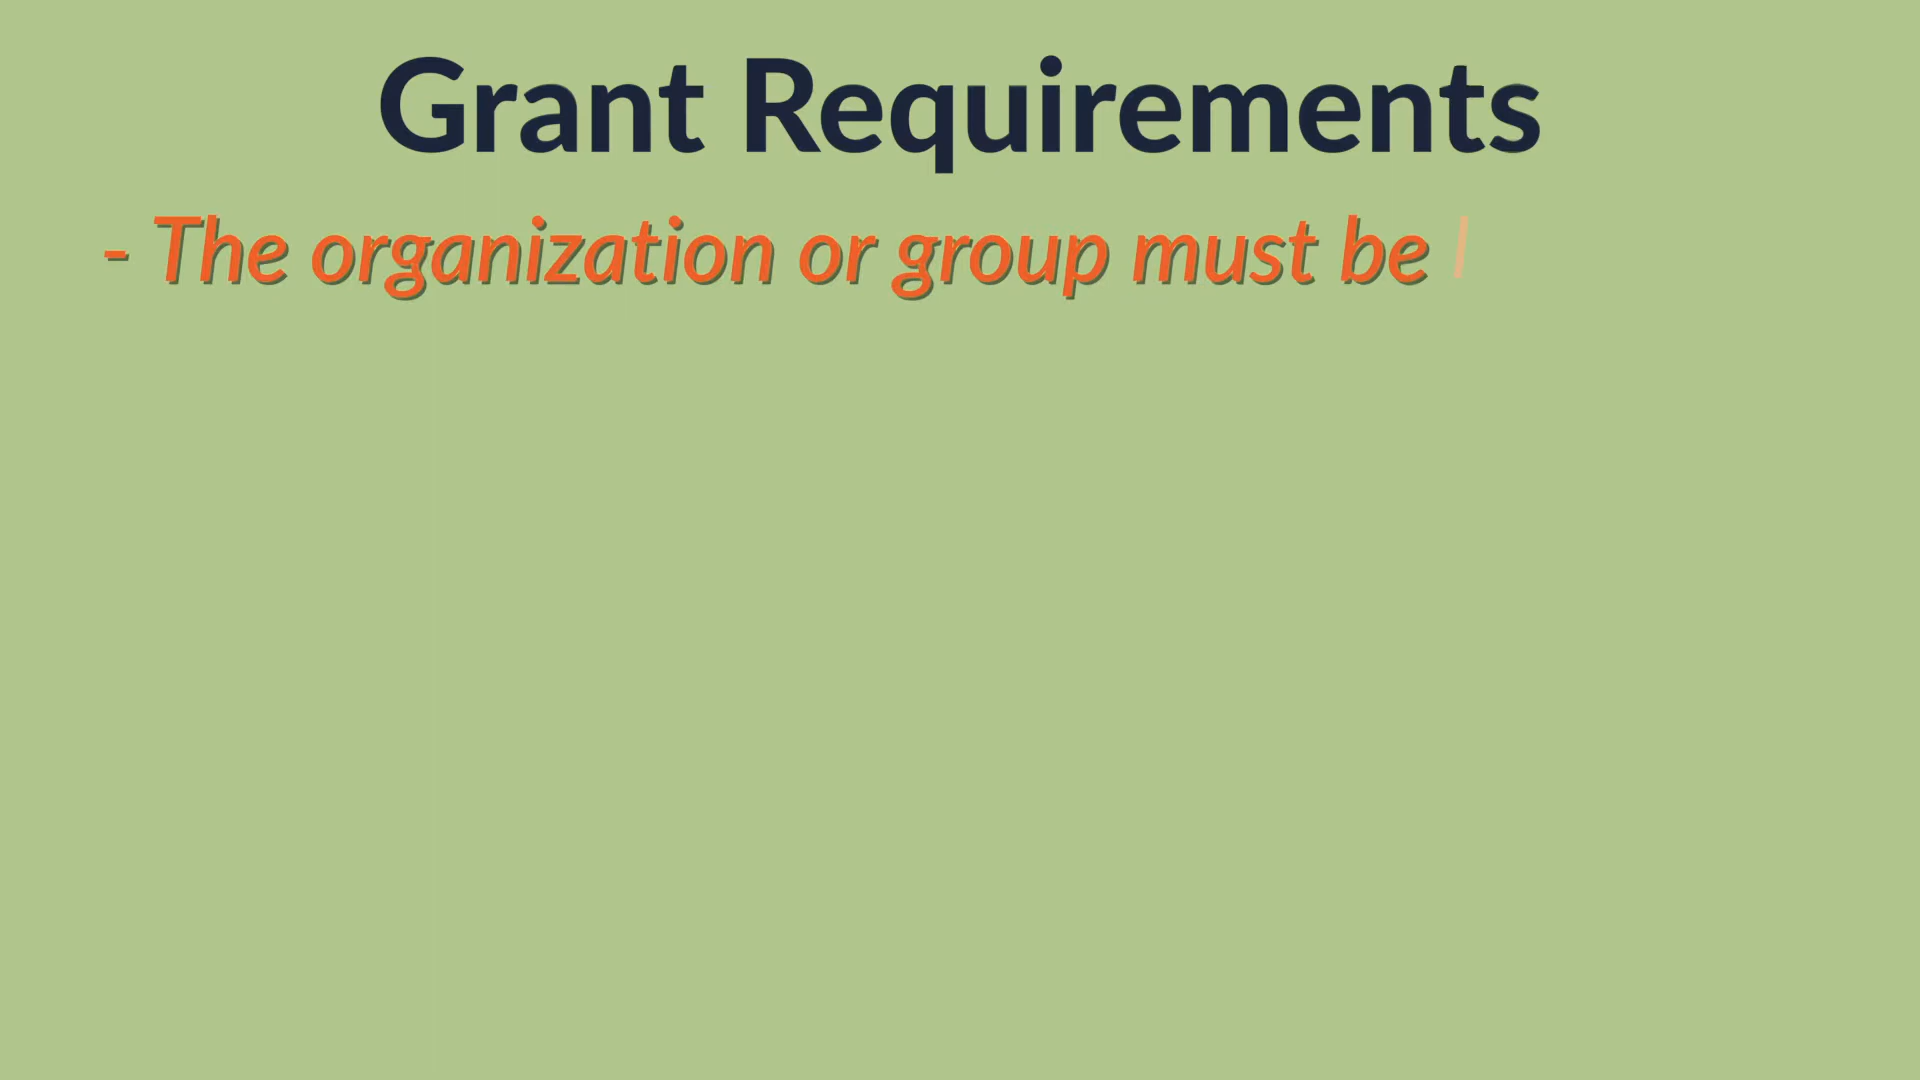 Grant Requirements
- The organization or group must be